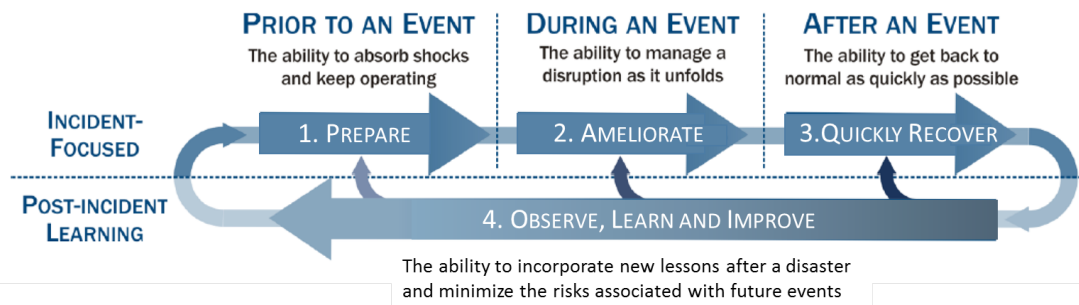 PRIOR TO AN EVENT
The ability to absorb shocks
and keep operating
DURING AN EVENT
The ability to manage a
disruption as it unfolds
AFTER AN EVENT
The ability to get back to
normal as quickly as possible
INCIDENT-
FOCUSED
1. PREPARE
2. AMELIORATE
3.QUICKLY RECOVER
POST-INCIDENT
LEARNING
4. OBSERVE, LEARN AND IMPROVE
The ability to incorporate new lessons after a disaster
and minimize the risks associated with future events